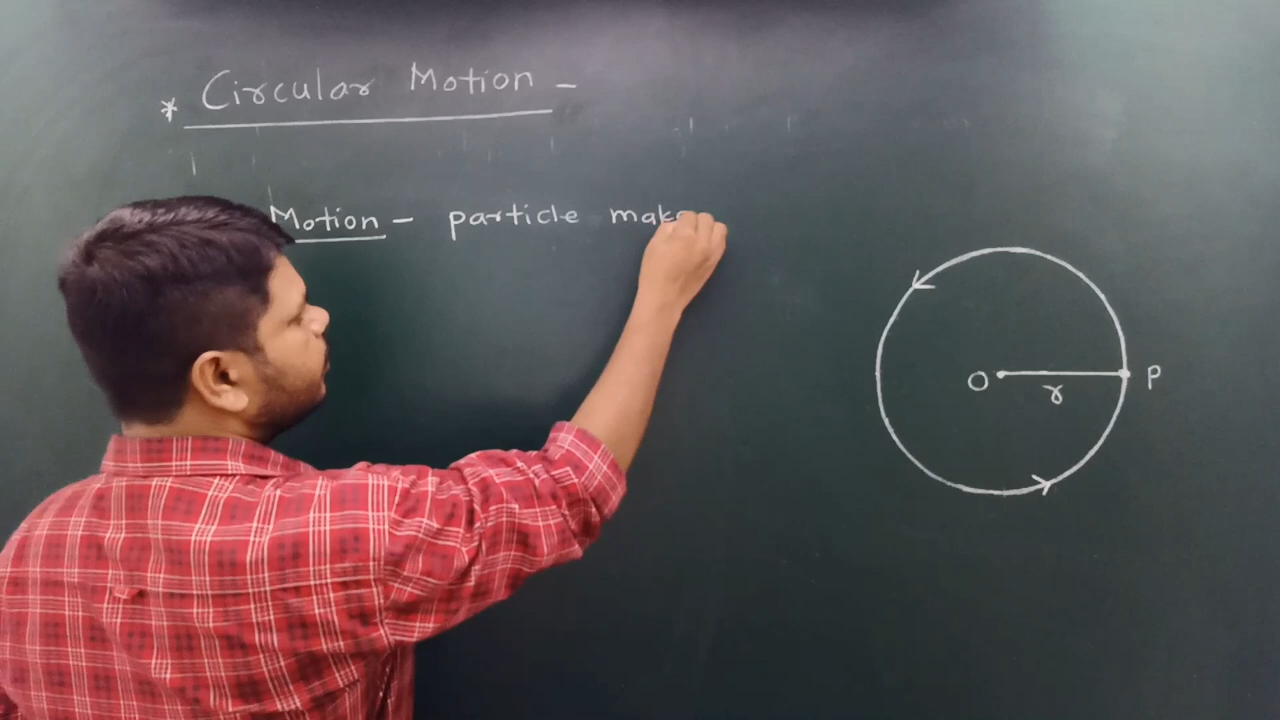 * Circular Motion -
Motion - particle make
O
r
P